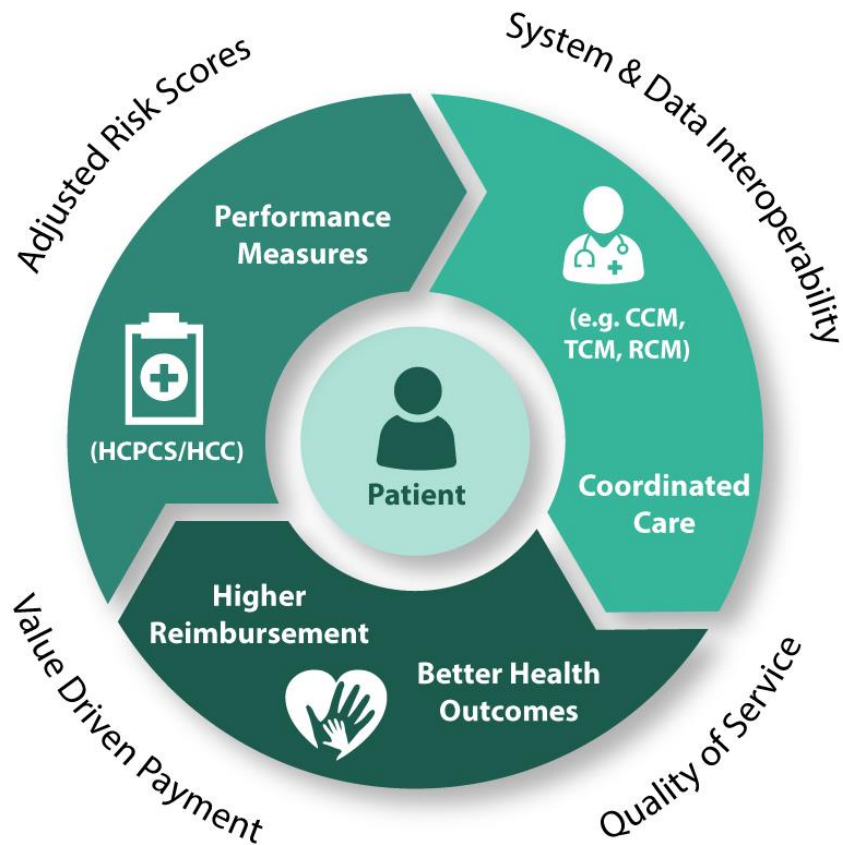 Adjusted Risk Scores
System & Data Interoperability
Performance
Measures
(HCPCS/HCC)
(e.g. CCM,
TCM, RCM)
Coordinated
Care
Patient
Higher
Reimbursement
Better Health
Outcomes
Value Driven Payment
Quality of Service